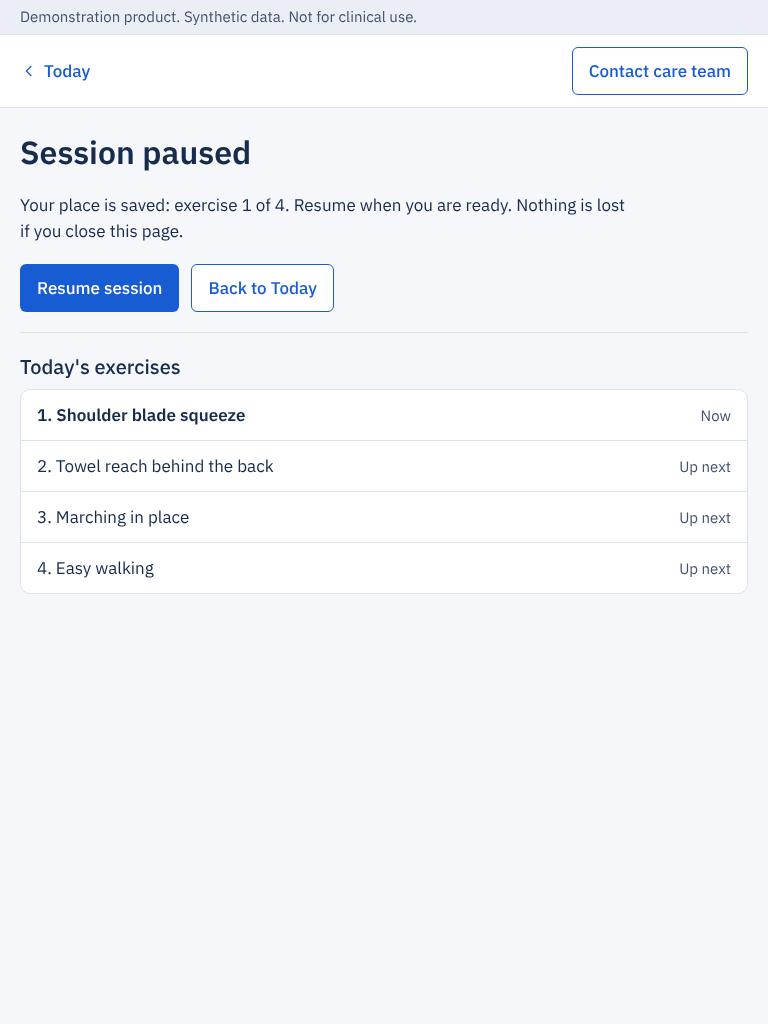 Demonstration product. Synthetic data. Not for clinical use.
Today
Contact care team
Session paused
Your place is saved: exercise 1 of 4. Resume when you are ready. Nothing is lost
if you close this page.
Resume session
Back to Today
Today's exercises
1. Shoulder blade squeeze
Now
2. Towel reach behind the back
Up next
3. Marching in place
Up next
4. Easy walking
Up next